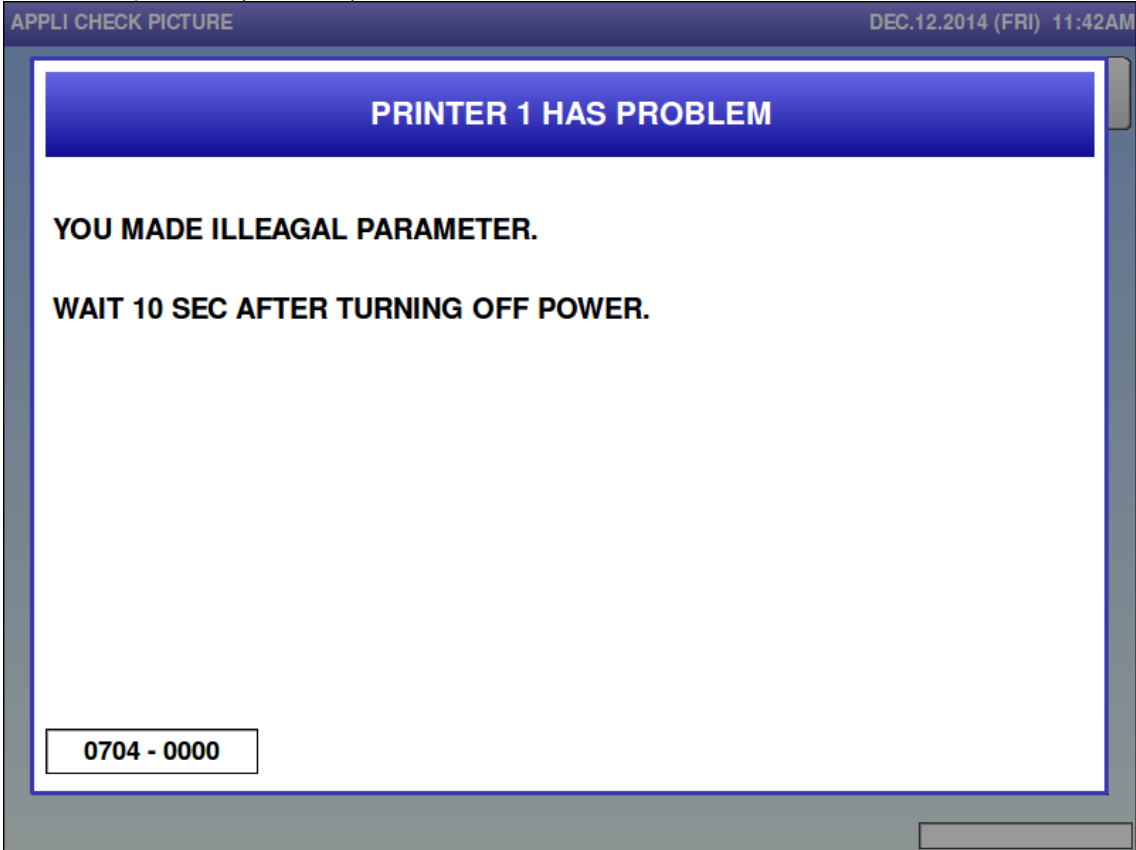 APPLI CHECK PICTURE DEC.12.2014 (FRI) 11:42AM
PRINTER 1 HAS PROBLEM
YOU MADE ILLEAGAL PARAMETER.
WAIT 10 SEC AFTER TURNING OFF POWER.
0704 - 0000